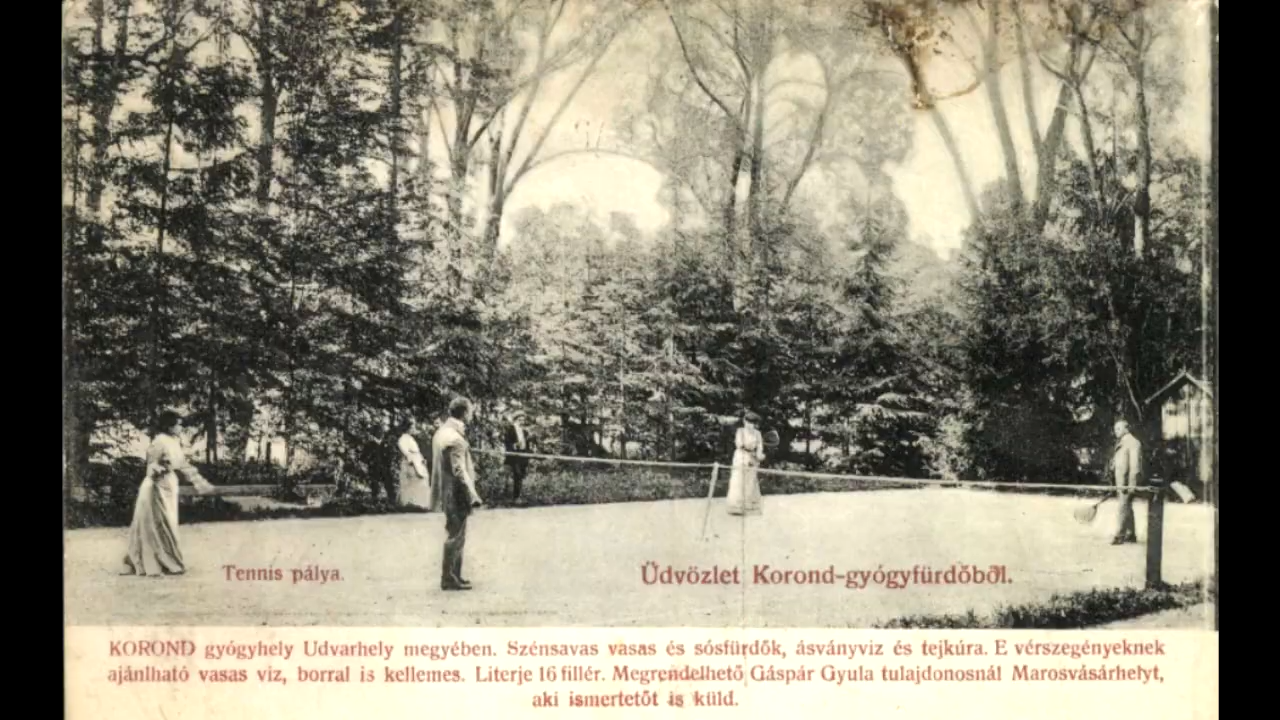 Tennis pálya.
Üdvözlet Korond-gyógyfürdőből.
KOROND gyógyhely Udvarhely megyében. Szénsavas vasas és sósfürdők, ásványviz és tejkúra. E vérszegényeknek
ajánlható vasas viz, borral is kellemes. Literje 16 fillér. Megrendelhető Gáspár Gyula tulajdonosnál Marosvásárhelyt,
aki ismertetőt is küld.